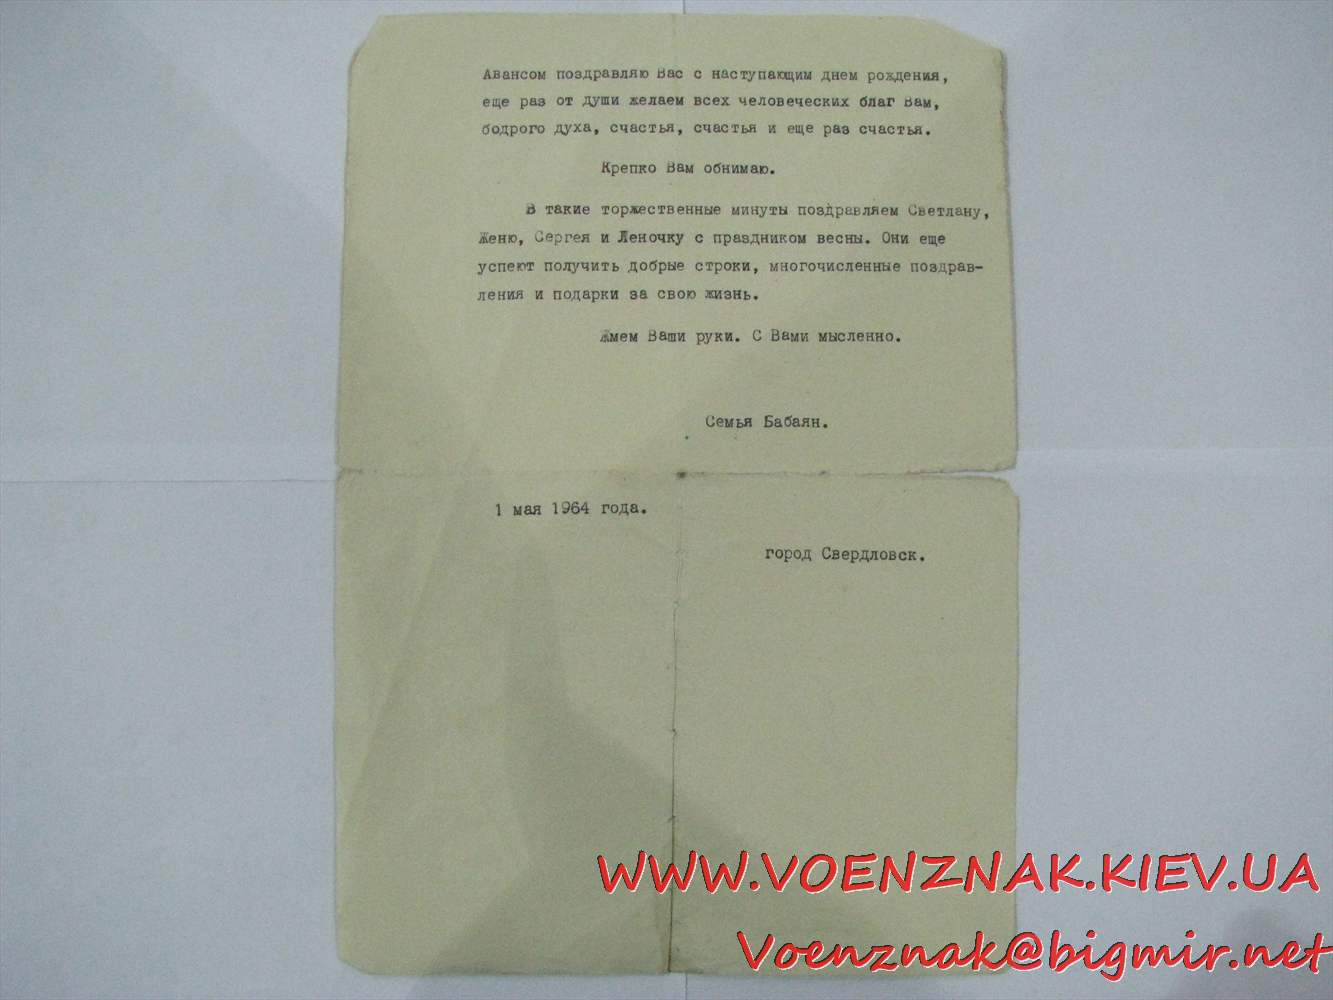 Авансом поздравляю Вас с наступающим днем рождения,
еще раз от души желаем всех человеческих благ Вам,
бодрого духа, счастья, счастья и еще раз счастья.
Крепко Вам обнимаю.
В такие торжественные минуты поздравляем Светлану,
Женю, Сергея и Леночку с праздником весны. Они еще
успеют получить добрые строки, многочисленные поздрав-
ления и подарки за свою жизнь.
Жмем Ваши руки. С Вами мысленно.
Семья Бабаян.
1 мая 1964 года.
город Свердловск.
WWW.VOENZNAK.KIEV.UA
Voenznak@bigmir.net